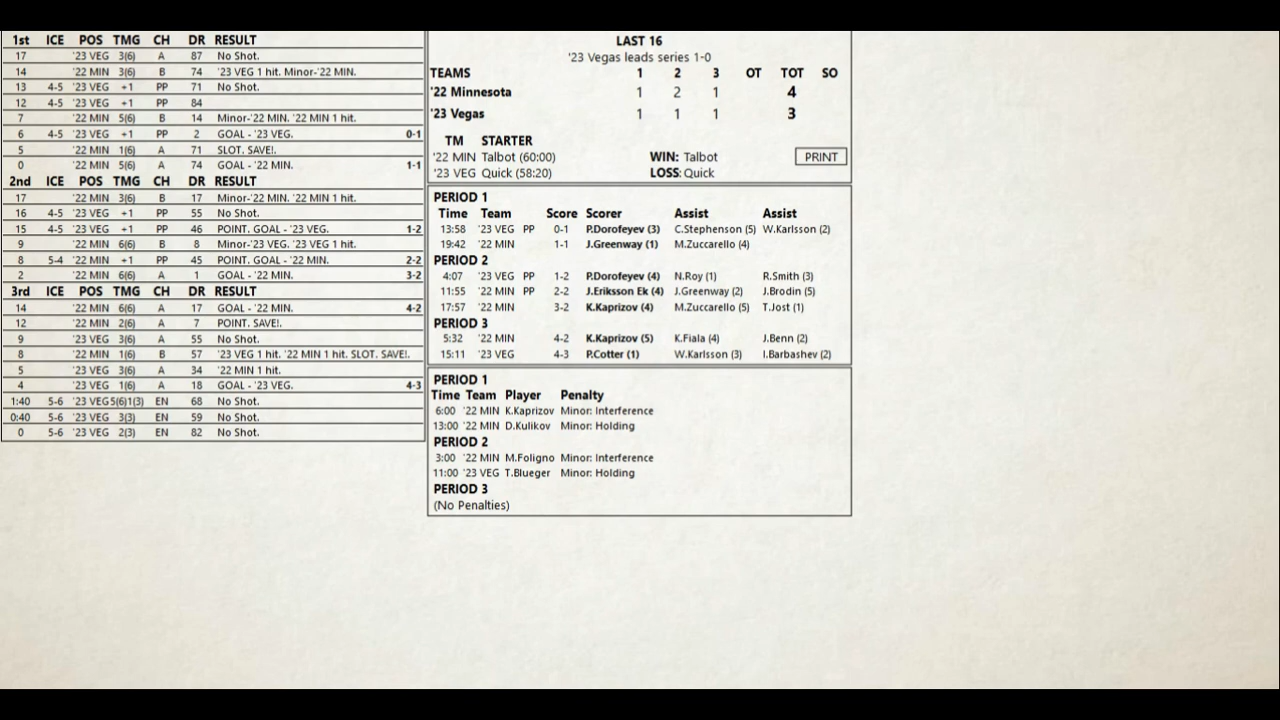 1st ICE POS TMG CH DR RESULT
17 '23 VEG 3(6) A 87 No Shot.
14 '22 MIN 3(6) B 74 '23 VEG 1 hit. Minor-'22 MIN.
13 4-5 '23 VEG +1 PP 71 No Shot.
12 4-5 '23 VEG +1 PP 84
7 '22 MIN 5(6) B 14 Minor-'22 MIN. '22 MIN 1 hit.
6 4-5 '23 VEG +1 PP 2 GOAL - '23 VEG. 0-1
5 '22 MIN 1(6) A 71 SLOT. SAVE!.
0 '22 MIN 5(6) A 74 GOAL - '22 MIN. 1-1
2nd ICE POS TMG CH DR RESULT
17 '22 MIN 3(6) B 17 Minor-'22 MIN. '22 MIN 1 hit.
16 4-5 '23 VEG +1 PP 55 No Shot.
15 4-5 '23 VEG +1 PP 46 POINT. GOAL - '23 VEG. 1-2
9 '22 MIN 6(6) B 8 Minor-'23 VEG. '23 VEG 1 hit.
8 5-4 '22 MIN +1 PP 45 POINT. GOAL - '22 MIN. 2-2
2 '22 MIN 6(6) A 1 GOAL - '22 MIN. 3-2
3rd ICE POS TMG CH DR RESULT
14 '22 MIN 6(6) A 17 GOAL - '22 MIN. 4-2
12 '22 MIN 2(6) A 7 POINT. SAVE!.
9 '23 VEG 3(6) A 55 No Shot.
8 '22 MIN 1(6) B 57 '23 VEG 1 hit. '22 MIN 1 hit. SLOT. SAVE!.
5 '23 VEG 3(6) A 34 '22 MIN 1 hit.
4 '23 VEG 1(6) A 18 GOAL - '23 VEG. 4-3
1:40 5-6 '23 VEG5(6)1(3) EN 68 No Shot.
0:40 5-6 '23 VEG 3(3) EN 59 No Shot.
0 5-6 '23 VEG 2(3) EN 82 No Shot.
LAST 16
'23 Vegas leads series 1-0
TEAMS 1 2 3 OT TOT SO
'22 Minnesota 1 2 1 4
'23 Vegas 1 1 1 3
TM STARTER
'22 MIN Talbot (60:00) WIN: Talbot PRINT
'23 VEG Quick (58:20) LOSS: Quick
PERIOD 1
Time Team Score Scorer Assist Assist
13:58 '23 VEG PP 0-1 P.Dorofeyev (3) C.Stephenson (5) W.Karlsson (2)
19:42 '22 MIN 1-1 J.Greenway (1) M.Zuccarello (4)
PERIOD 2
4:07 '23 VEG PP 1-2 P.Dorofeyev (4) N.Roy (1) R.Smith (3)
11:55 '22 MIN PP 2-2 J.Eriksson Ek (4) J.Greenway (2) J.Brodin (5)
17:57 '22 MIN 3-2 K.Kaprizov (4) M.Zuccarello (5) T.Jost (1)
PERIOD 3
5:32 '22 MIN 4-2 K.Kaprizov (5) K.Fiala (4) J.Benn (2)
15:11 '23 VEG 4-3 P.Cotter (1) W.Karlsson (3) I.Barbashev (2)
PERIOD 1
Time Team Player Penalty
6:00 '22 MIN K.Kaprizov Minor: Interference
13:00 '22 MIN D.Kulikov Minor: Holding
PERIOD 2
3:00 '22 MIN M.Foligno Minor: Interference
11:00 '23 VEG T.Blueger Minor: Holding
PERIOD 3
(No Penalties)